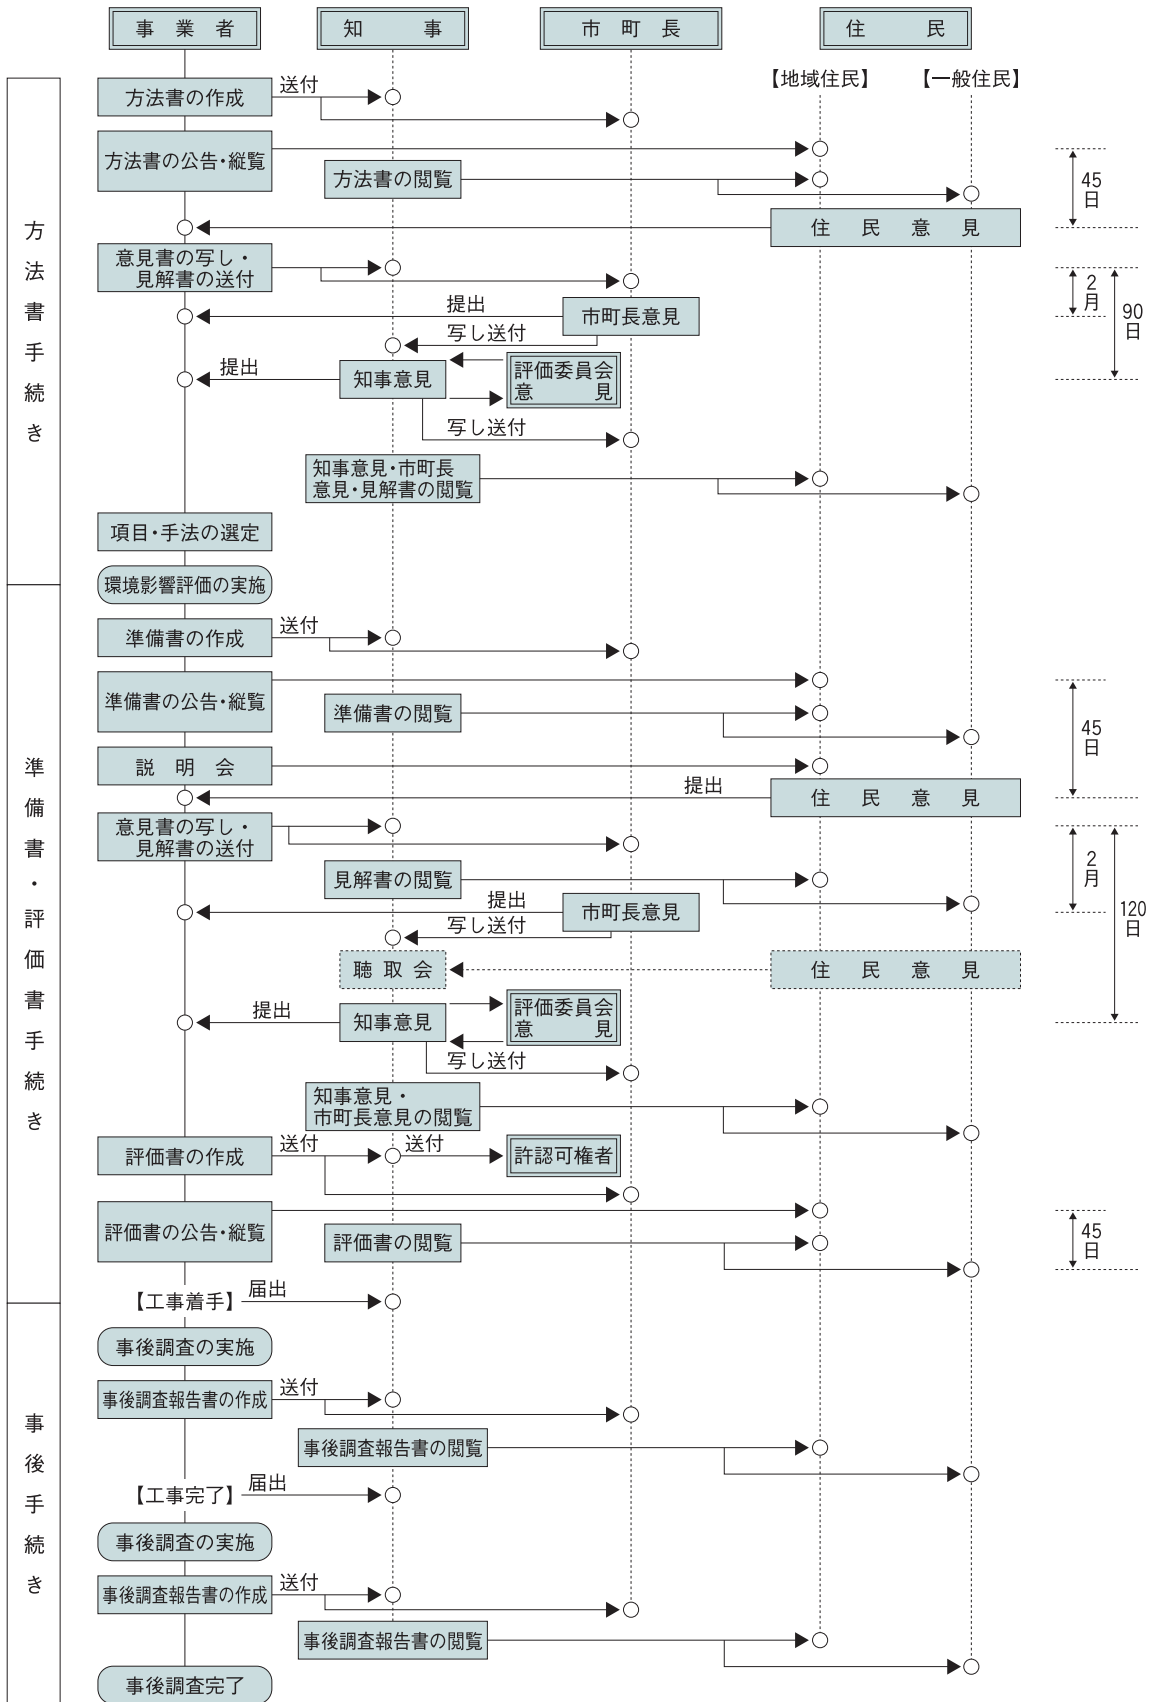 事業者
知事
市町長
住民
【地域住民】
【一般住民】
方法書手続き
方法書の作成
送付
方法書の公告・縦覧
方法書の閲覧
45日
住民意見
意見書の写し・
見解書の送付
2月
90日
市町長意見
提出
写し送付
知事意見
提出
評価委員会
意見
写し送付
知事意見・市町長
意見・見解書の閲覧
項目・手法の選定
環境影響評価の実施
準備書・評価書手続き
準備書の作成
送付
準備書の公告・縦覧
準備書の閲覧
45日
説明会
提出
住民意見
意見書の写し・
見解書の送付
2月
120日
見解書の閲覧
提出
市町長意見
写し送付
聴取会
住民意見
提出
知事意見
評価委員会
意見
写し送付
知事意見・
市町長意見の閲覧
評価書の作成
送付
送付
許認可権者
評価書の公告・縦覧
評価書の閲覧
45日
事後手続き
【工事着手】
届出
事後調査の実施
事後調査報告書の作成
送付
事後調査報告書の閲覧
【工事完了】
届出
事後調査の実施
事後調査報告書の作成
送付
事後調査報告書の閲覧
事後調査完了